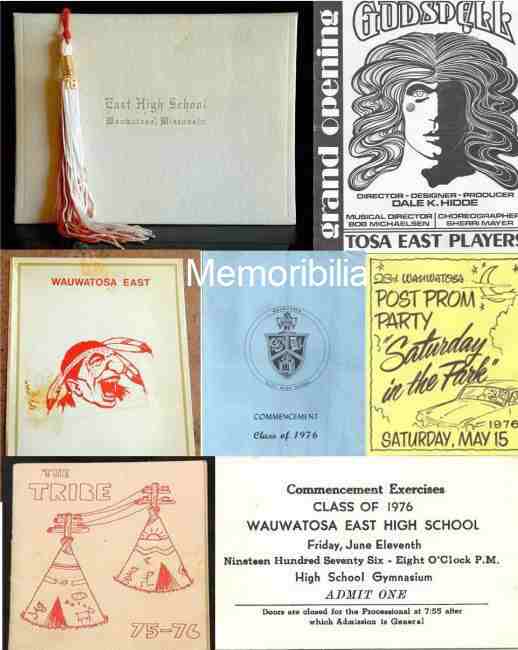 East High School
Wauwatosa, Wisconsin
grand opening
GODSPELL
DIRECTOR - DESIGNER - PRODUCER
DALE K. HIDDE
MUSICAL DIRECTOR
BOB MICHAELSEN
CHOREOGRAPHER
SHERRI MAYER
TOSA EAST PLAYERS
Memoribilia
WAUWATOSA EAST
COMMENCEMENT
Class of 1976
WAUWATOSA
POST PROM
PARTY
"Saturday
in the Park"
1976
SATURDAY, MAY 15
THE
TRIBE
75-76
Commencement Exercises
CLASS OF 1976
WAUWATOSA EAST HIGH SCHOOL
Friday, June Eleventh
Nineteen Hundred Seventy Six - Eight O'Clock P.M.
High School Gymnasium
ADMIT ONE
Doors are closed for the Processional at 7:55 after
which Admission is General